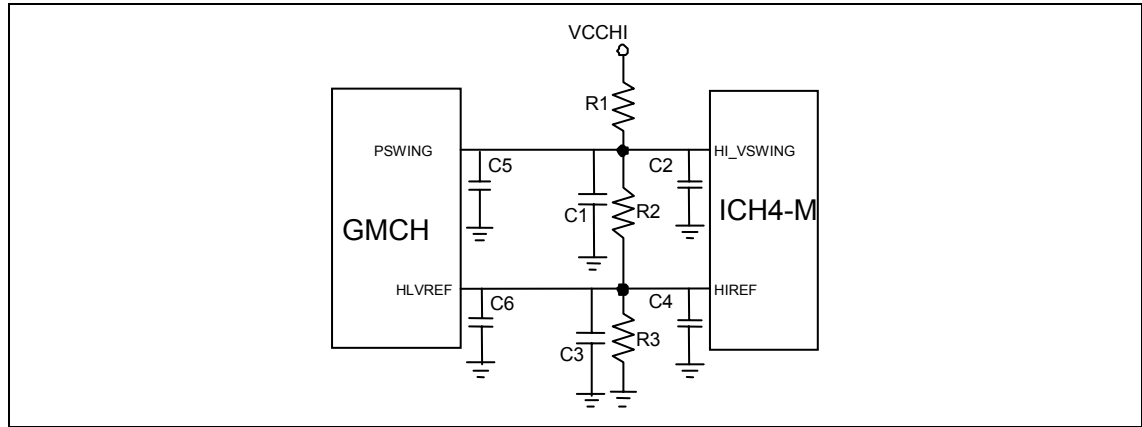 VCCHI
R1
PSWING
HI_VSWING
C5
C2
C1
R2
GMCH
ICH4-M
HLVREF
HIREF
C6
C4
C3
R3